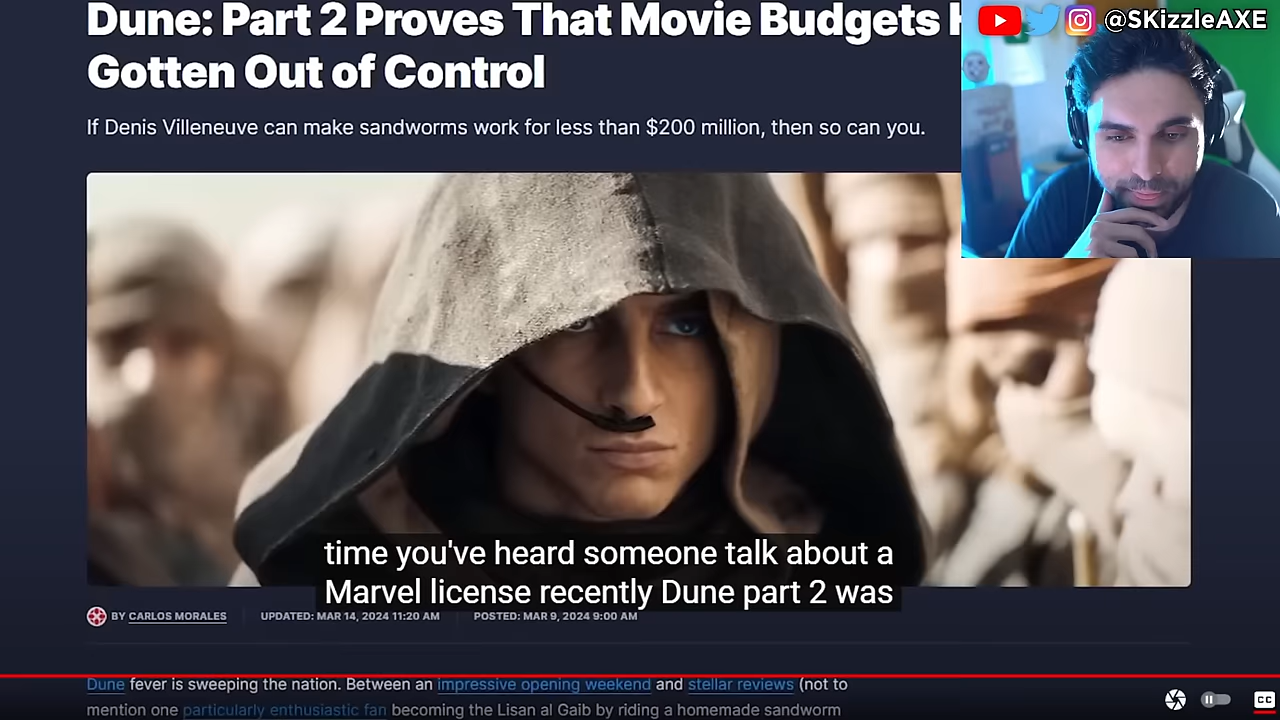 Dune: Part 2 Proves That Movie Budgets
Gotten Out of Control
@SKizzleAXE
If Denis Villeneuve can make sandworms work for less than $200 million, then so can you.
time you've heard someone talk about a
Marvel license recently Dune part 2 was
BY CARLOS MORALES UPDATED: MAR 14, 2024 11:20 AM POSTED: MAR 9, 2024 9:00 AM
Dune fever is sweeping the nation. Between an impressive opening weekend and stellar reviews (not to
mention one particularly enthusiastic fan becoming the Lisan al Gaib by riding a homemade sandworm
CC